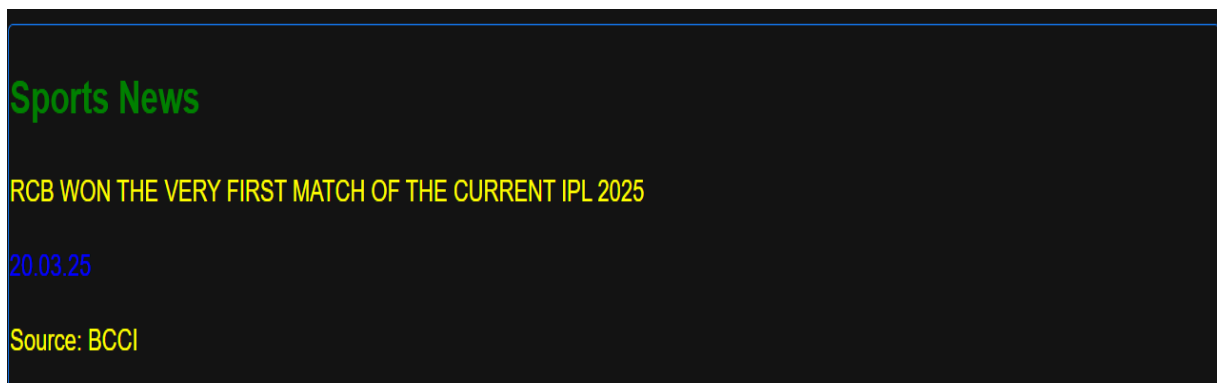 Sports News
RCB WON THE VERY FIRST MATCH OF THE CURRENT IPL 2025
20.03.25
Source: BCCI